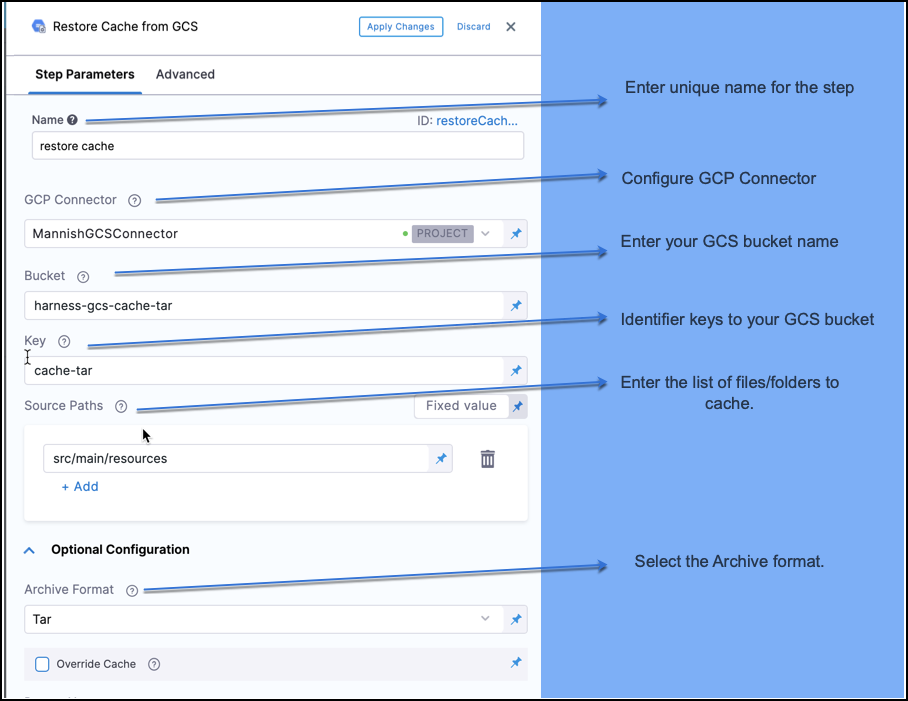 Restore Cache from GCS
Apply Changes
Discard
Step Parameters
Advanced
Name
ID: restoreCach...
Enter unique name for the step
restore cache
GCP Connector
Configure GCP Connector
MannishGCSConnector
PROJECT
Enter your GCS bucket name
Bucket
harness-gcs-cache-tar
Key
Identifier keys to your GCS bucket
cache-tar
Source Paths
Fixed value
Enter the list of files/folders to
cache.
src/main/resources
+ Add
Optional Configuration
Archive Format
Select the Archive format.
Tar
Override Cache